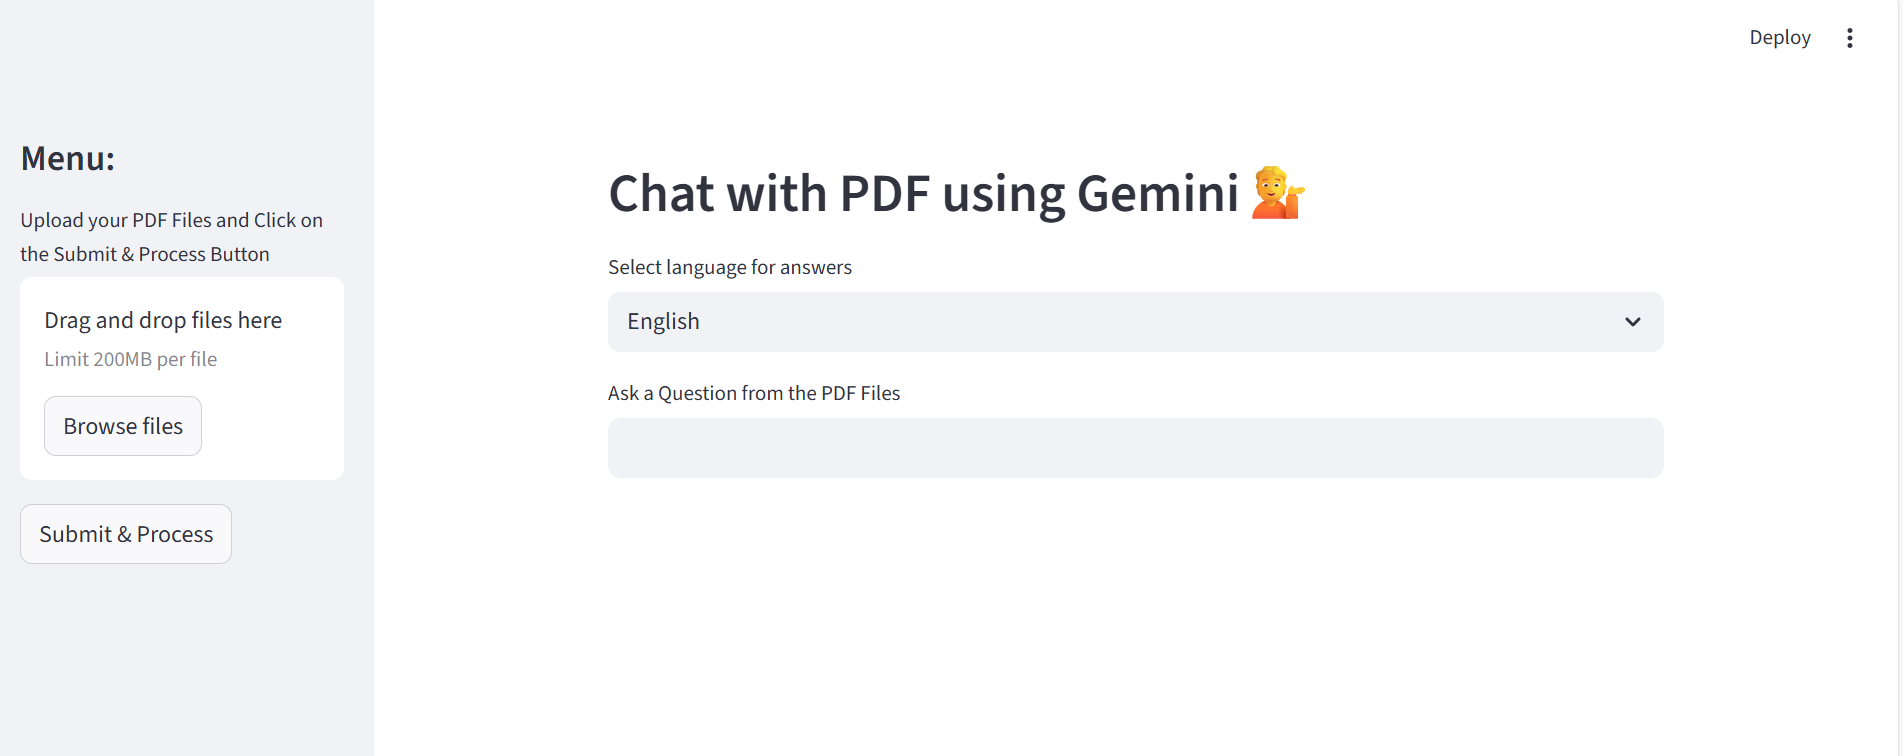 Deploy
Menu:
Upload your PDF Files and Click on
the Submit & Process Button
Drag and drop files here
Limit 200MB per file
Browse files
Submit & Process
Chat with PDF using Gemini 💁
Select language for answers
English
Ask a Question from the PDF Files